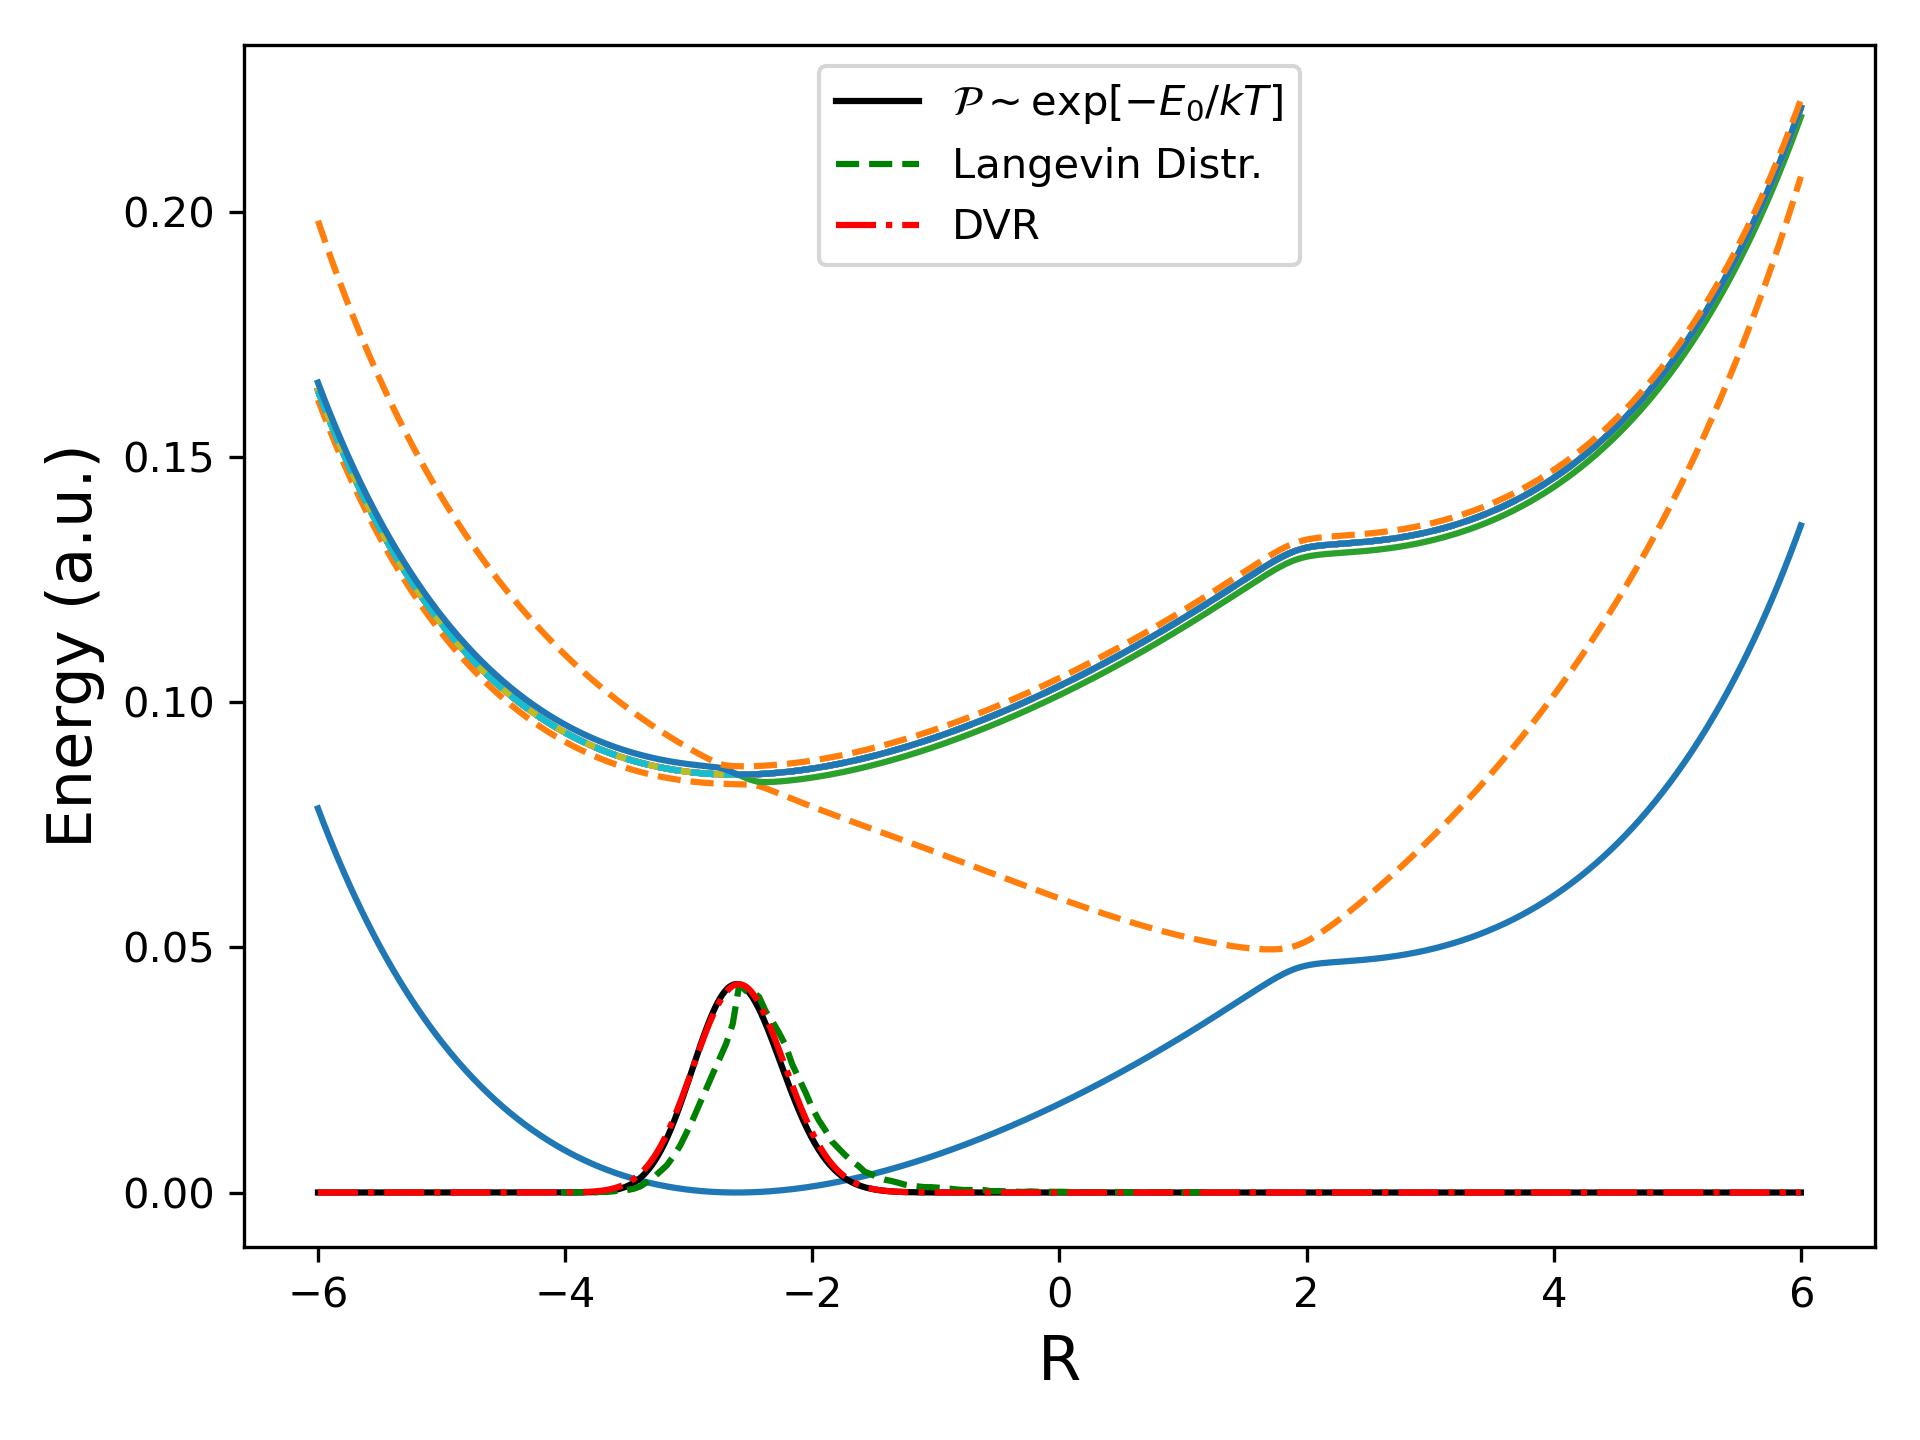 𝒫 ~ exp[−E₀/kT]
Langevin Distr.
DVR
Energy (a.u.)
0.20
0.15
0.10
0.05
0.00
−6 −4 −2 0 2 4 6
R